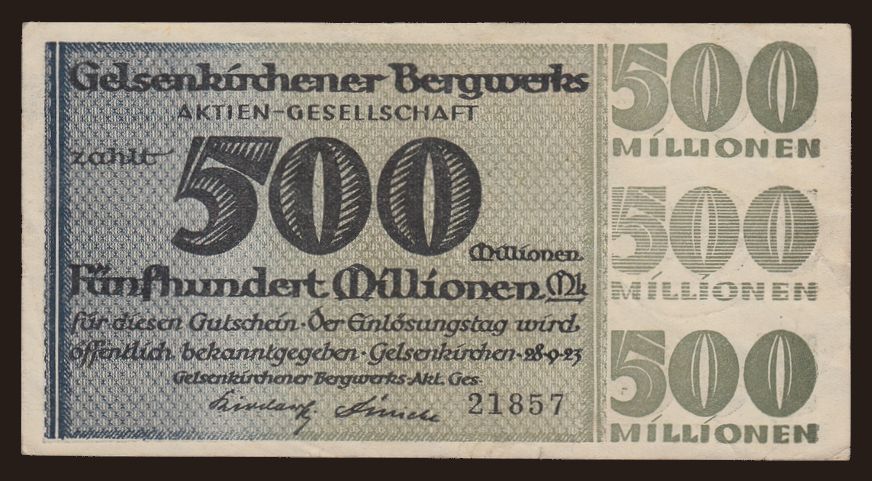 Gelsenkirchener Bergwerks
AKTIEN-GESELLSCHAFT
zahlt 500 Millionen
Fünfhundert Millionen Mk
für diesen Gutschein · Der Einlösungstag wird
öffentlich bekanntgegeben · Gelsenkirchen · 28·9·23
Gelsenkirchener Bergwerks-Akt. Ges.
21857
500
MILLIONEN
500
MILLIONEN
500
MILLIONEN